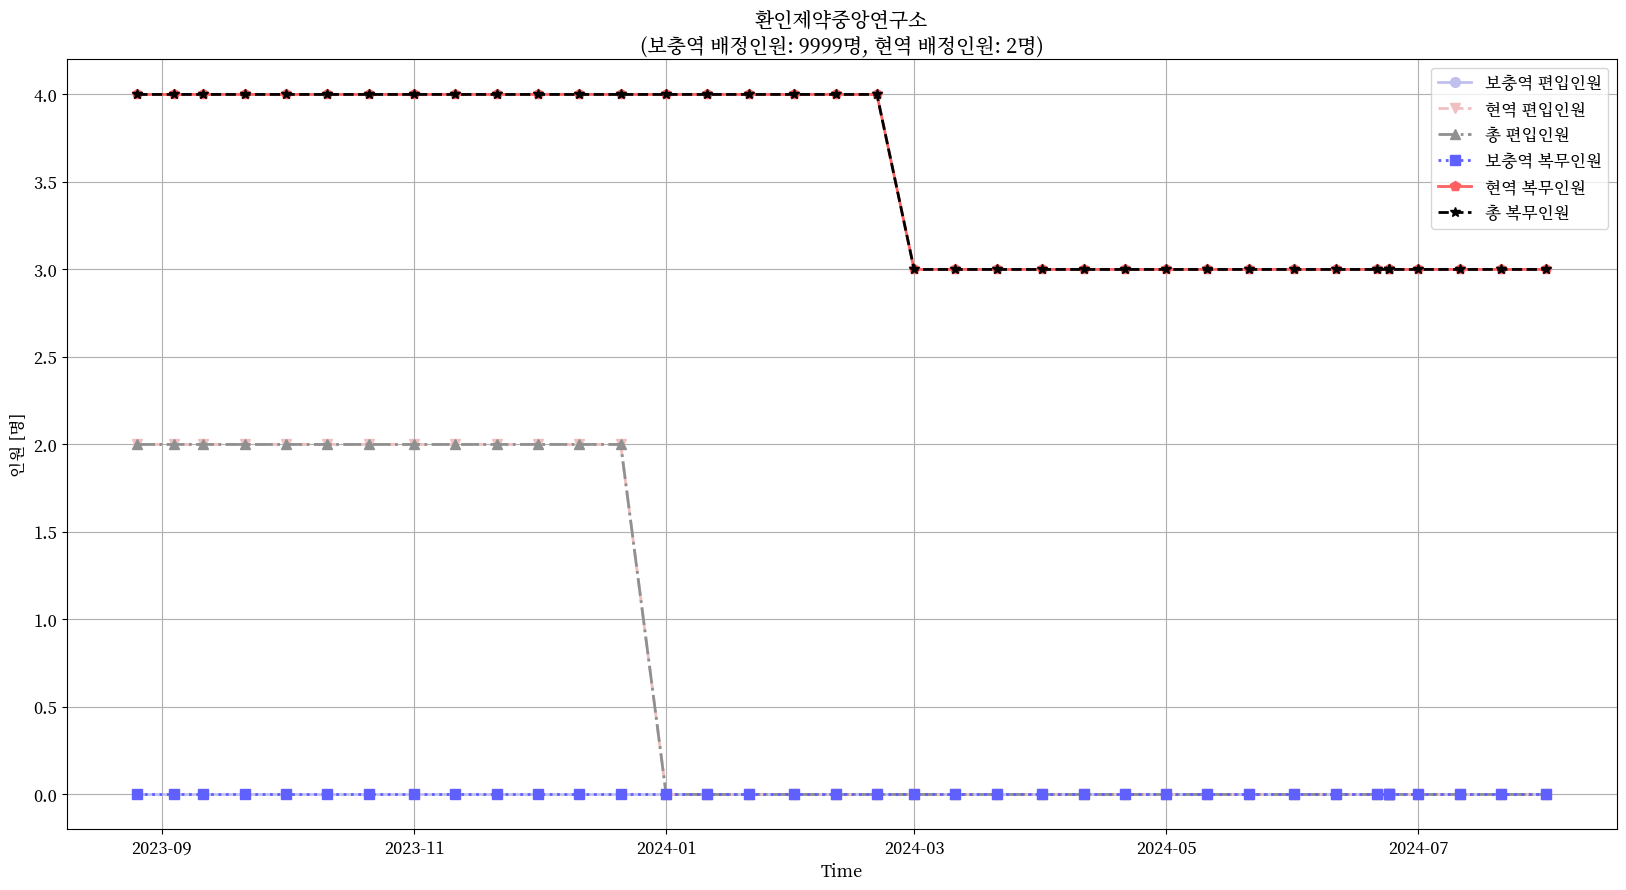 환인제약중앙연구소
(보충역 배정인원: 9999명, 현역 배정인원: 2명)
보충역 편입인원
현역 편입인원
총 편입인원
보충역 복무인원
현역 복무인원
총 복무인원
인원 [명]
4.0
3.5
3.0
2.5
2.0
1.5
1.0
0.5
0.0
2023-09
2023-11
2024-01
2024-03
2024-05
2024-07
Time